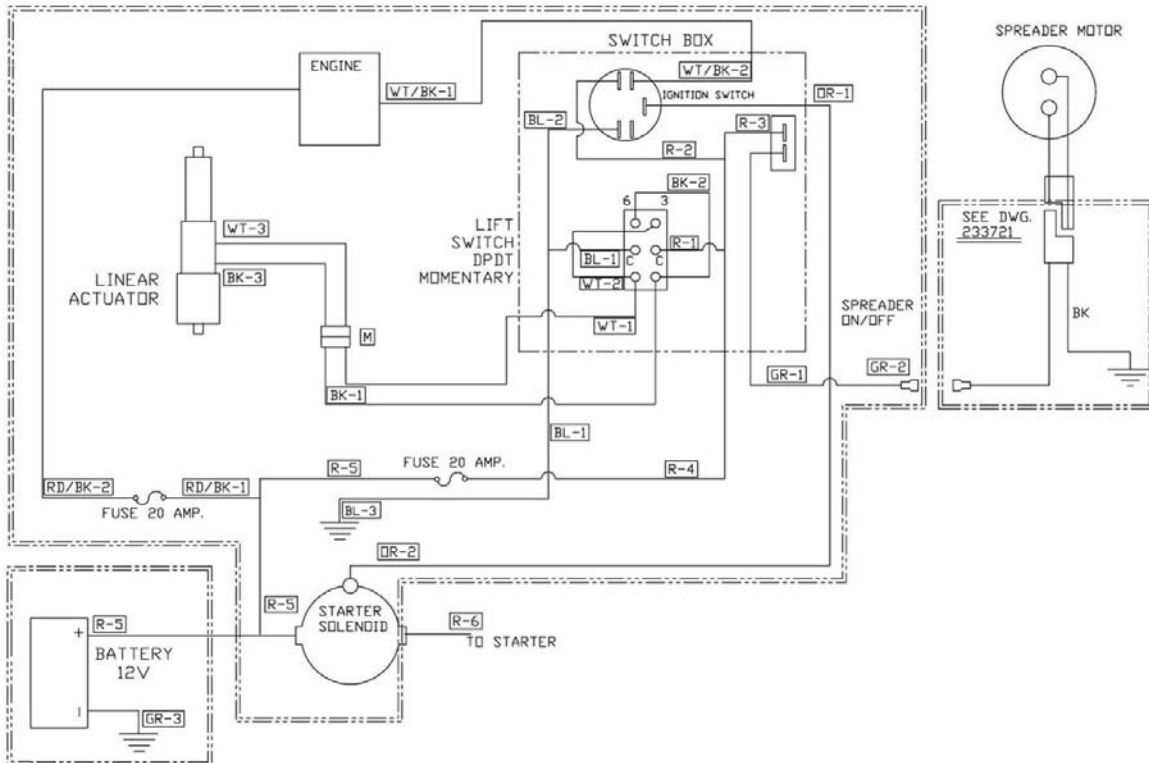 SPREADER MOTOR
SWITCH BOX
ENGINE
WT/BK-1
WT/BK-2
IGNITION SWITCH
OR-1
BL-2
R-3
R-2
BK-2
6 3
LIFT
SWITCH
DPDT
MOMENTARY
R-1
BL-1
C C
WT-2
WT-1
WT-3
BK-3
LINEAR
ACTUATOR
M
BK-1
SEE DWG.
233721
BK
SPREADER
ON/OFF
GR-1
GR-2
BL-1
R-5
FUSE 20 AMP.
R-4
RD/BK-2
RD/BK-1
FUSE 20 AMP.
BL-3
OR-2
R-5
STARTER
SOLENOID
R-6
TO STARTER
R-5
+
BATTERY
12V
-
GR-3